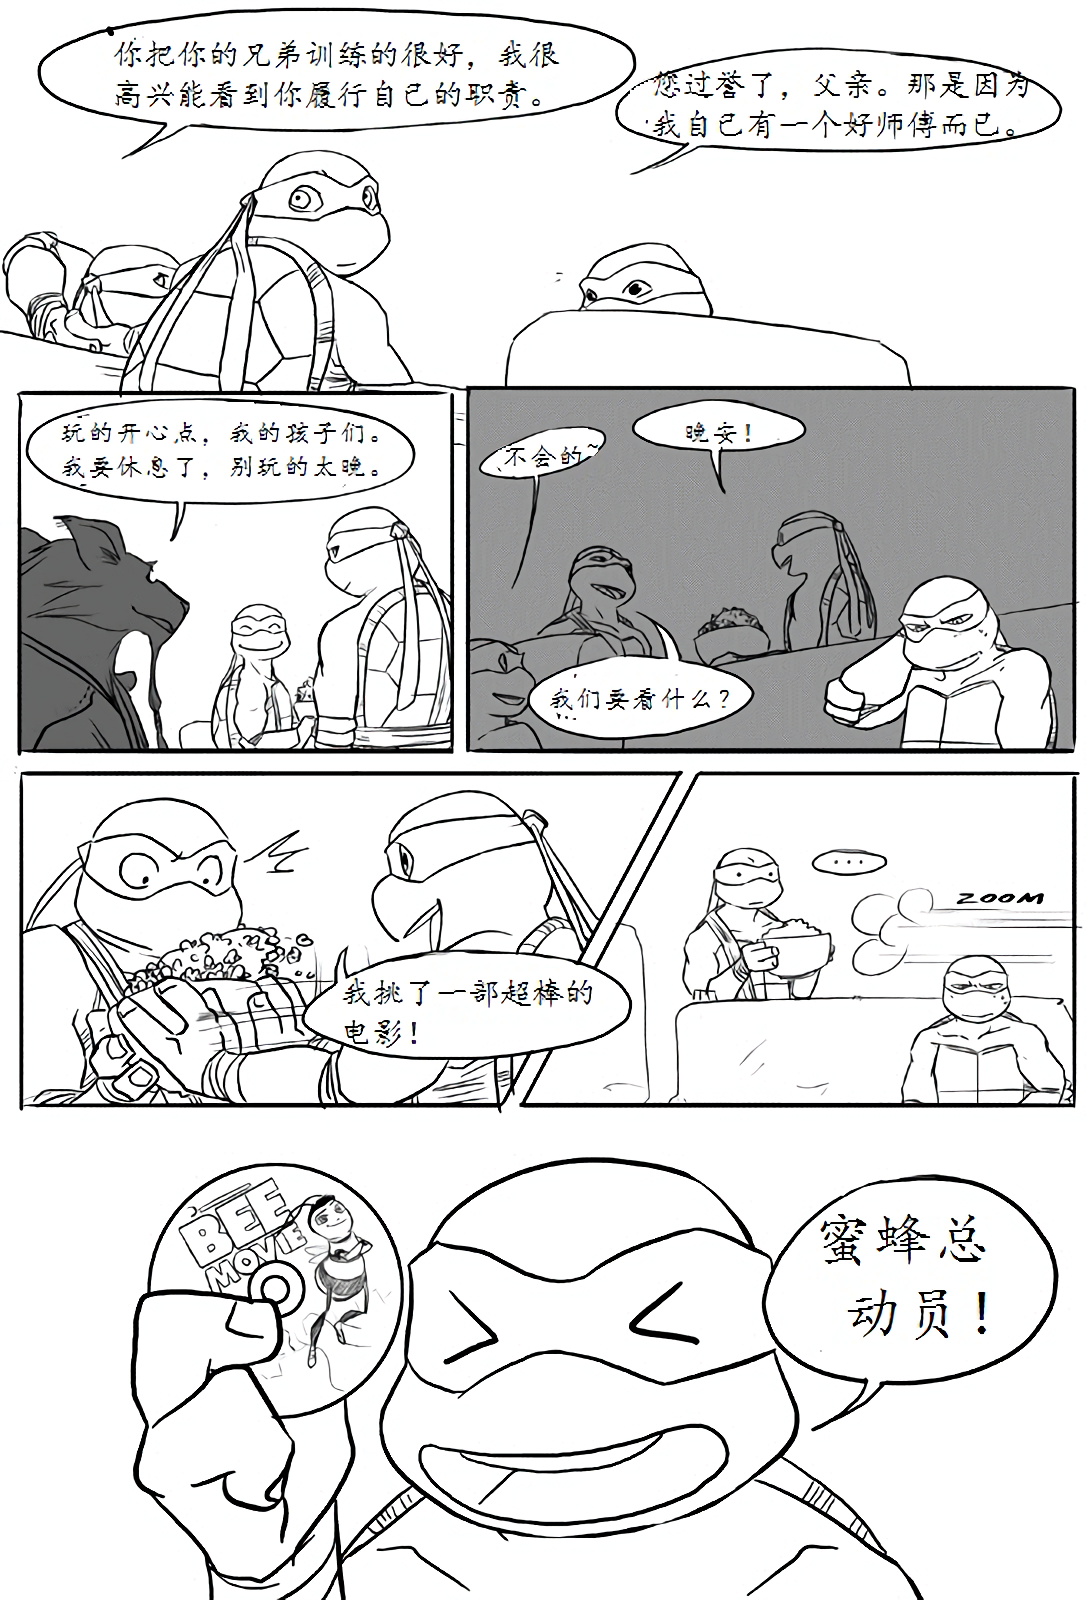 你把你的兄弟训练的很好，我很
高兴能看到你履行自己的职责。
您过誉了，父亲。那是因为
我自己有一个好师傅而已。
玩的开心点，我的孩子们。
我要休息了，别玩的太晚。
不会的~
晚安！
我们要看什么？
我挑了一部超棒的
电影！
...
ZOOM
BEE
MOVIE
蜜蜂总
动员！